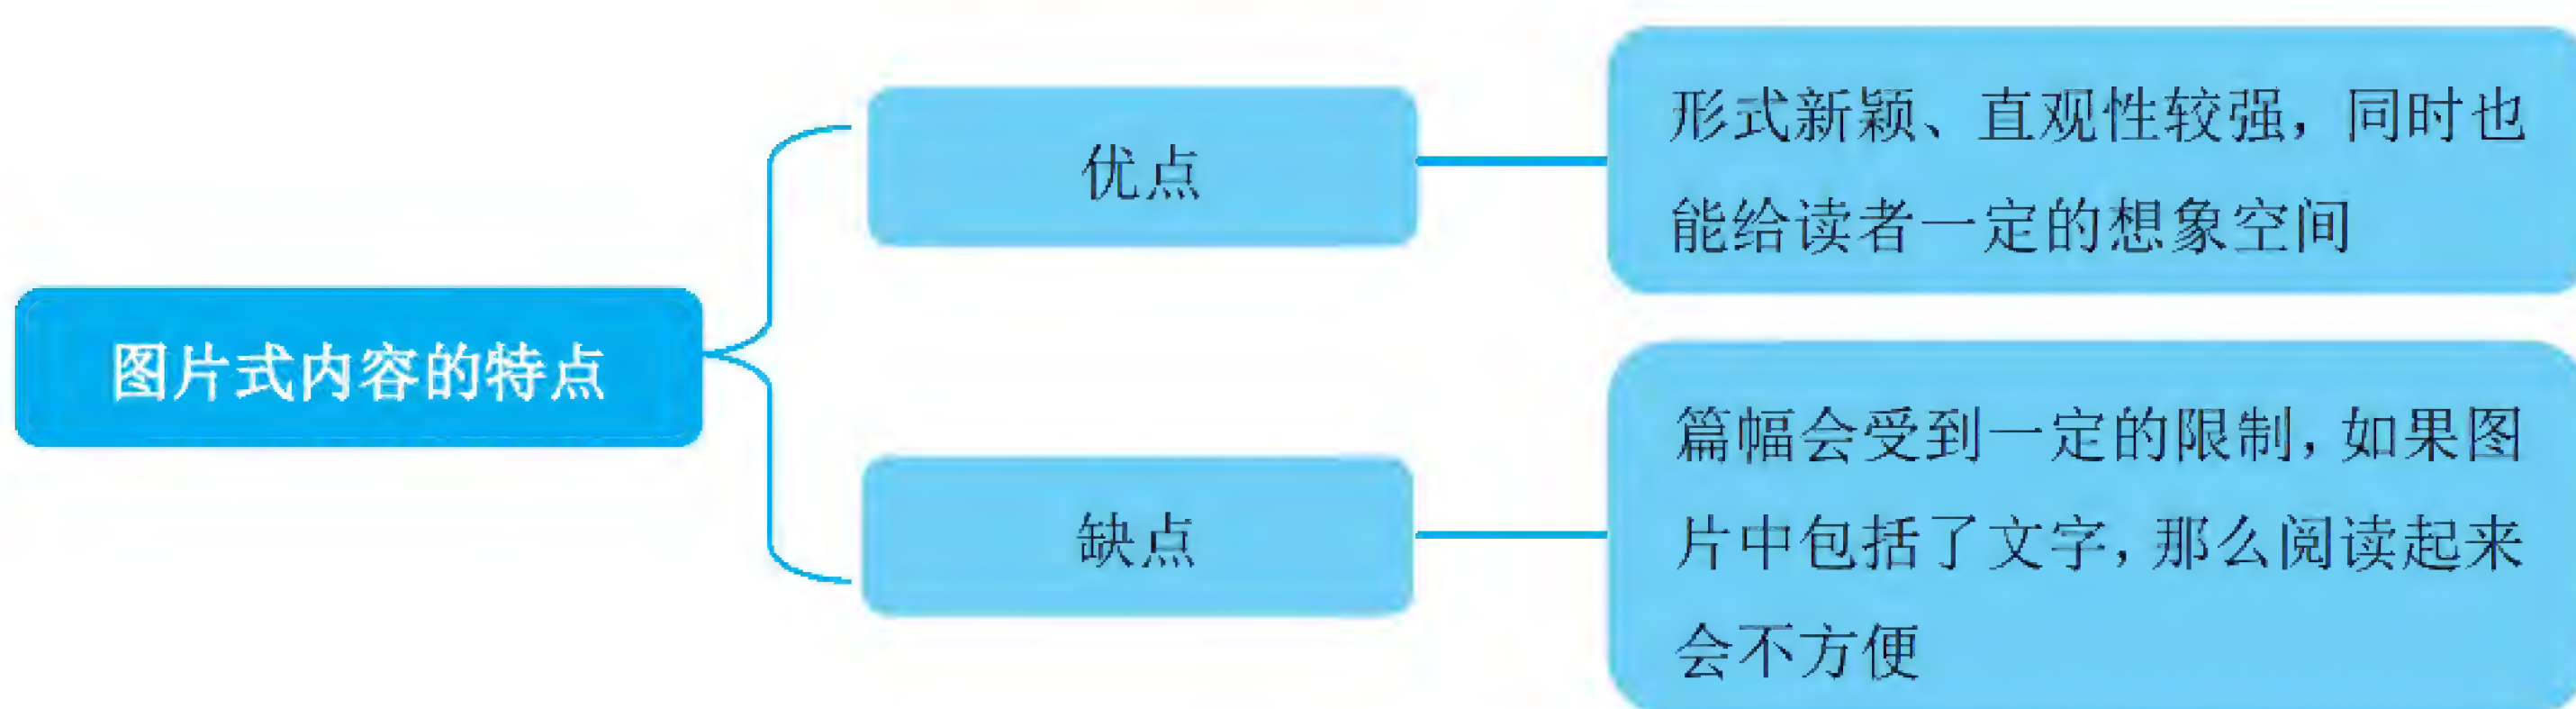 图片式内容的特点
优点
形式新颖、直观性较强，同时也
能给读者一定的想象空间
缺点
篇幅会受到一定的限制，如果图
片中包括了文字，那么阅读起来
会不方便